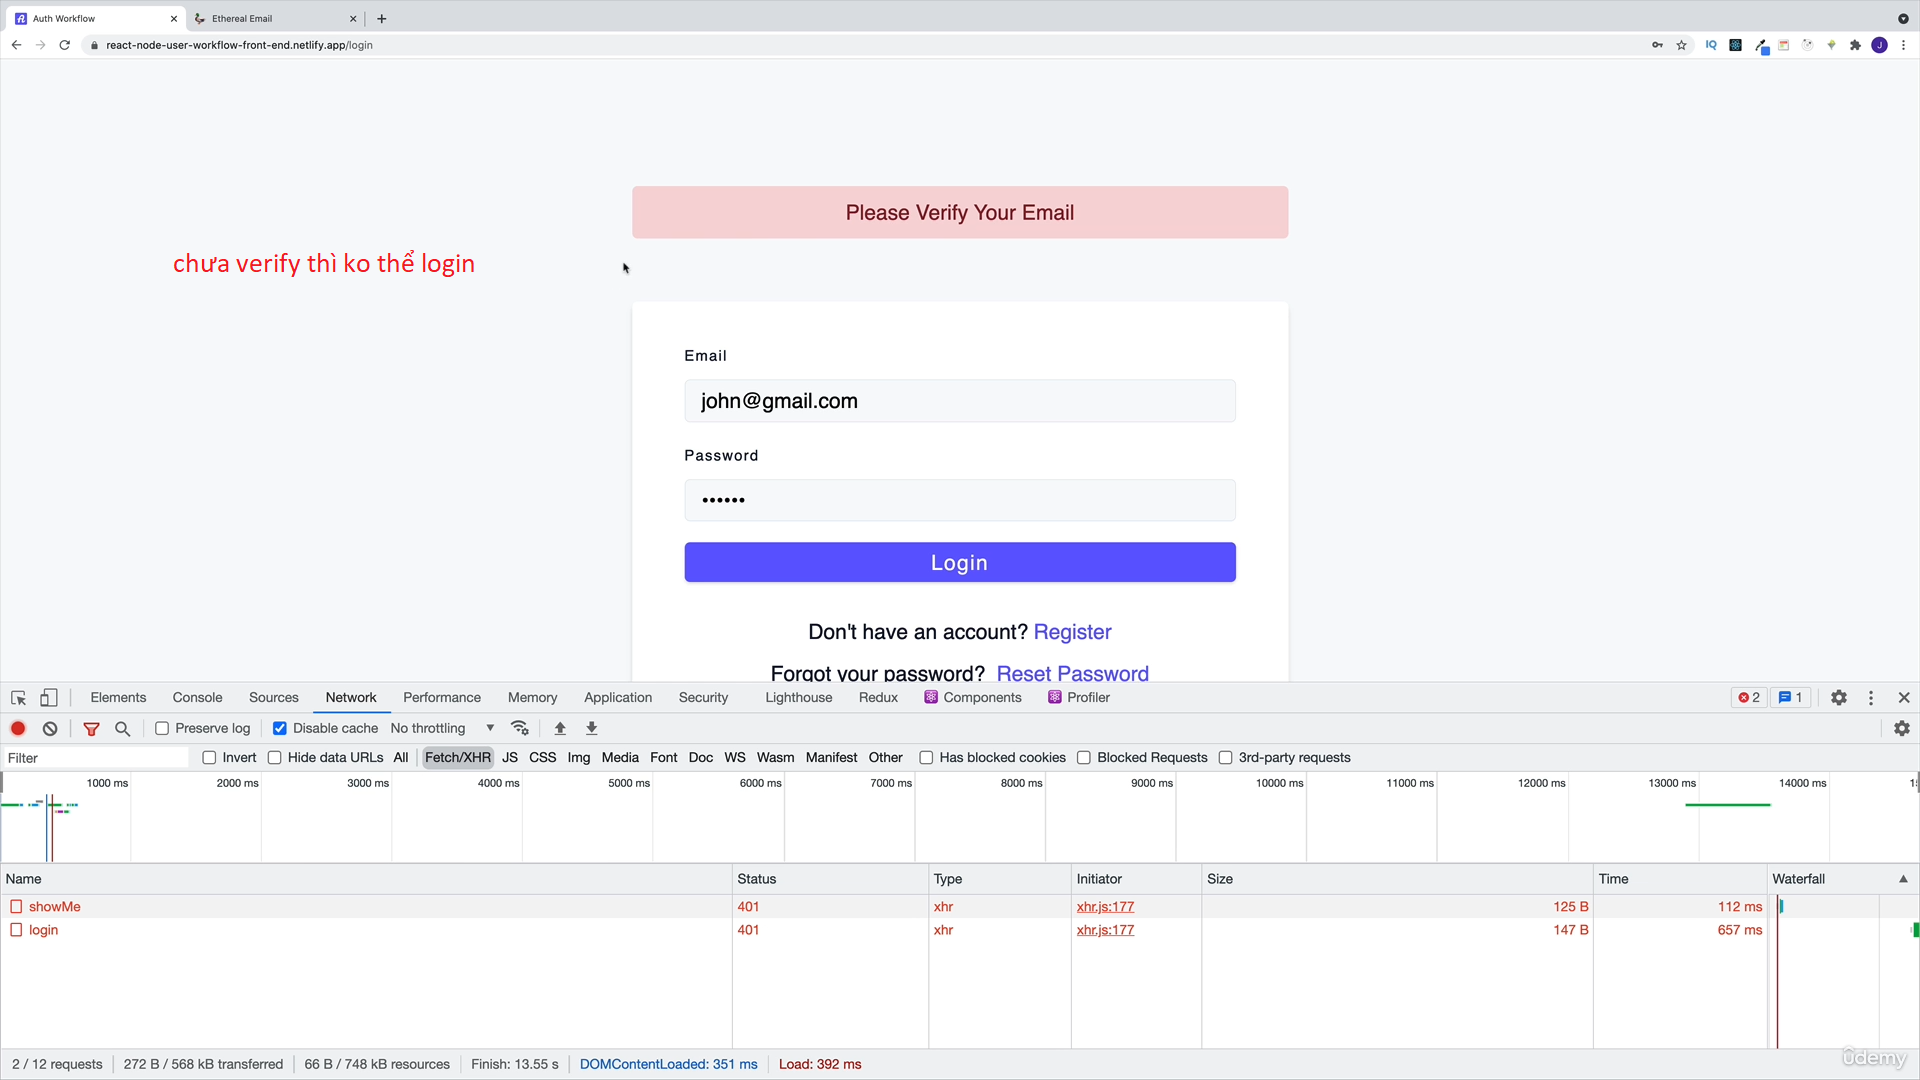 Auth Workflow
Ethereal Email
react-node-user-workflow-front-end.netlify.app/login
IQ
J
Please Verify Your Email
chưa verify thì ko thể login
Email
john@gmail.com
Password
••••••
Login
Don't have an account? Register
Forgot your password? Reset Password
Elements Console Sources Network Performance Memory Application Security Lighthouse Redux Components Profiler 2 1
Preserve log Disable cache No throttling
Filter Invert Hide data URLs All Fetch/XHR JS CSS Img Media Font Doc WS Wasm Manifest Other Has blocked cookies Blocked Requests 3rd-party requests
1000 ms 2000 ms 3000 ms 4000 ms 5000 ms 6000 ms 7000 ms 8000 ms 9000 ms 10000 ms 11000 ms 12000 ms 13000 ms 14000 ms
Name Status Type Initiator Size Time Waterfall
showMe 401 xhr xhr.js:177 125 B 112 ms
login 401 xhr xhr.js:177 147 B 657 ms
2 / 12 requests 272 B / 568 kB transferred 66 B / 748 kB resources Finish: 13.55 s DOMContentLoaded: 351 ms Load: 392 ms
ûdemy